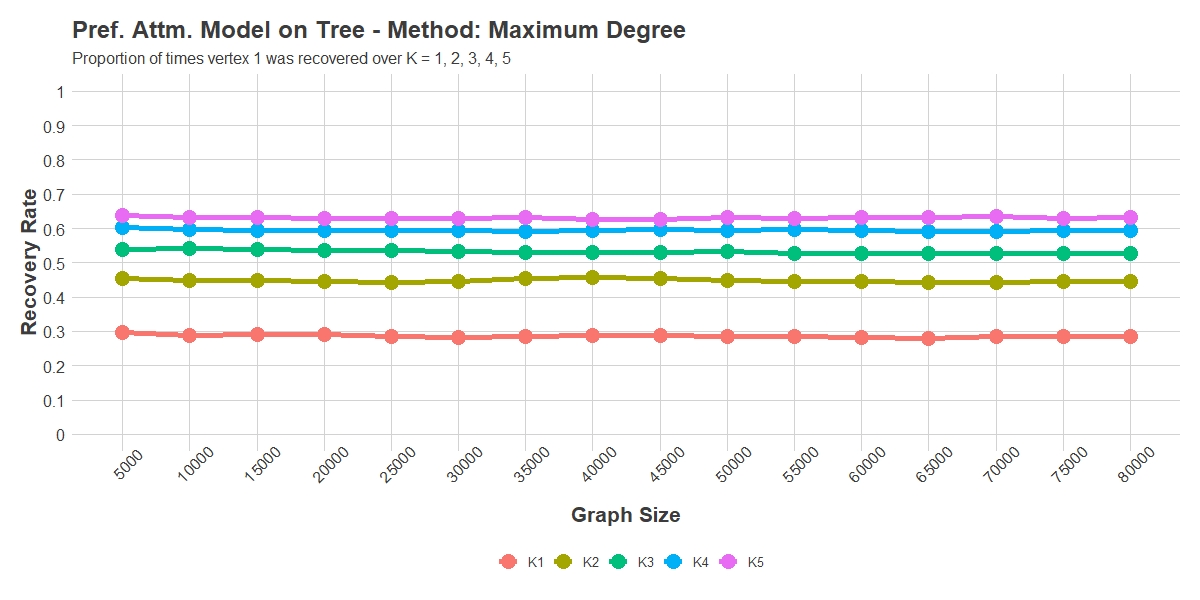 Pref. Attm. Model on Tree - Method: Maximum Degree
Proportion of times vertex 1 was recovered over K = 1, 2, 3, 4, 5
1
0.9
0.8
0.7
0.6
0.5
0.4
0.3
0.2
0.1
0
Recovery Rate
5000 10000 15000 20000 25000 30000 35000 40000 45000 50000 55000 60000 65000 70000 75000 80000
Graph Size
K1 K2 K3 K4 K5